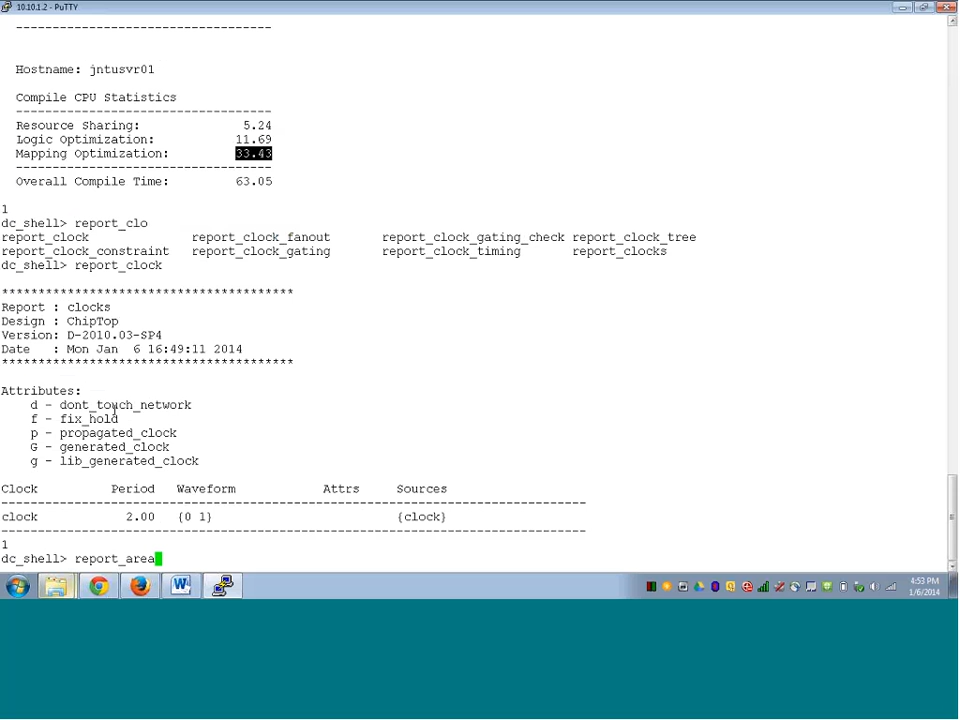 10.10.1.2 - PuTTY
----------------------------------
Hostname: jntusvr01
Compile CPU Statistics
----------------------------------
Resource Sharing: 5.24
Logic Optimization: 11.69
Mapping Optimization: 33.43
----------------------------------
Overall Compile Time: 63.05
1
dc_shell> report_clo
report_clock report_clock_fanout report_clock_gating_check report_clock_tree
report_clock_constraint report_clock_gating report_clock_timing report_clocks
dc_shell> report_clock
****************************************
Report : clocks
Design : ChipTop
Version: D-2010.03-SP4
Date : Mon Jan 6 16:49:11 2014
****************************************
Attributes:
d - dont_touch_network
f - fix_hold
p - propagated_clock
G - generated_clock
g - lib_generated_clock
Clock Period Waveform Attrs Sources
--------------------------------------------------------------------------------
clock 2.00 {0 1} {clock}
--------------------------------------------------------------------------------
1
dc_shell> report_area
4:53 PM
1/6/2014